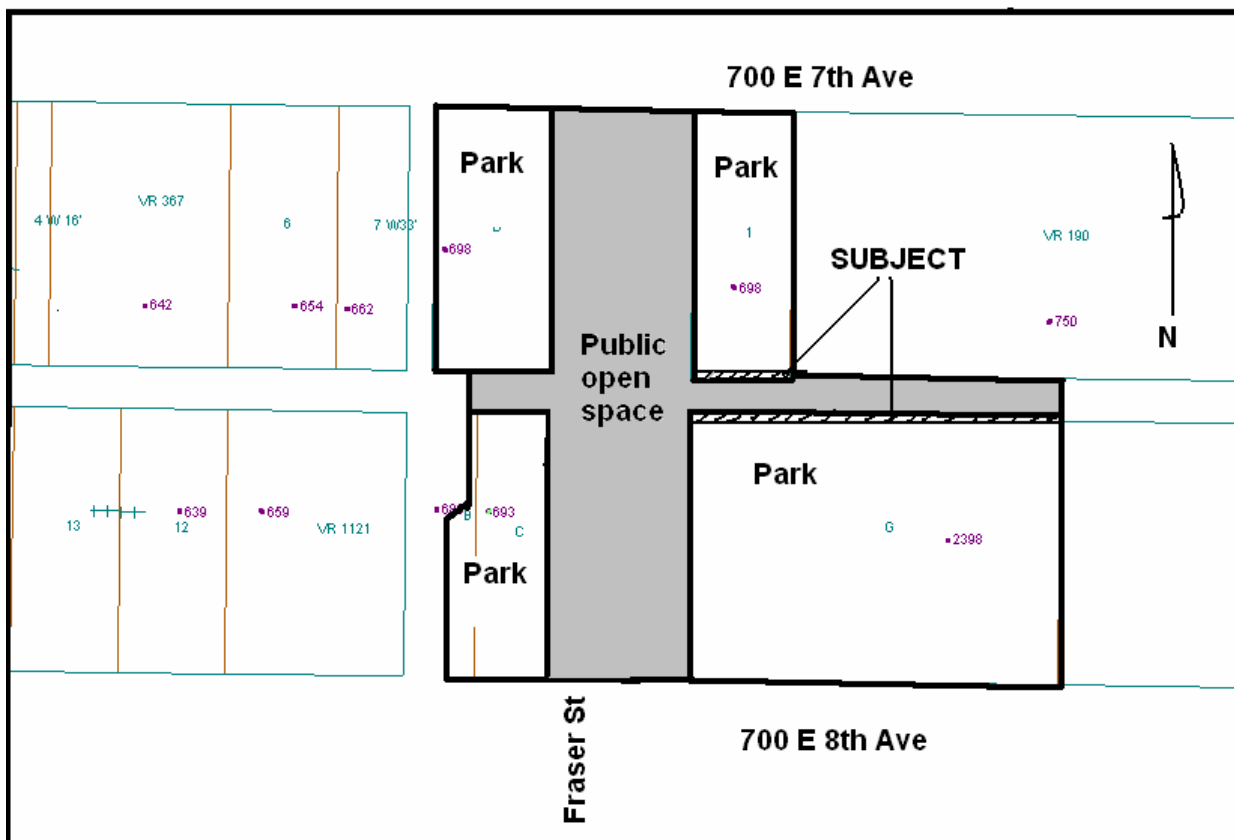 700 E 7th Ave
Park
Park
VR 367
4 W 16'
6
7 W33'
1
VR 190
698
SUBJECT
698
642
654
662
750
N
Public
open
space
Park
639
659
693
13
12
VR 1121
B
C
G
2398
Park
Fraser St
700 E 8th Ave